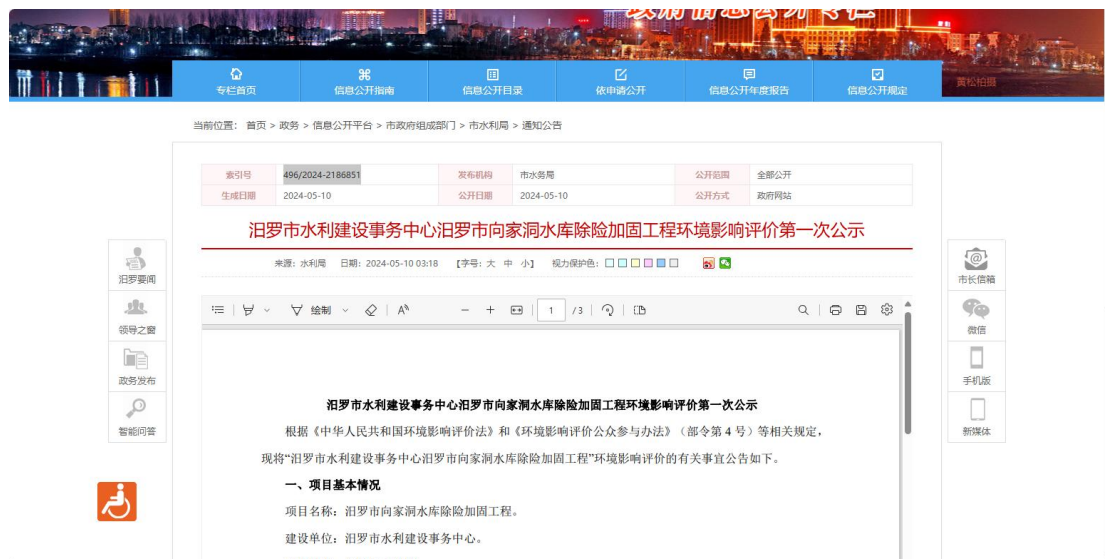 政府信息公开专栏
专栏首页 信息公开指南 信息公开目录 依申请公开 信息公开年度报告 信息公开规定
黄松柏摄
当前位置: 首页 > 政务 > 信息公开平台 > 市政府组成部门 > 市水利局 > 通知公告
索引号 496/2024-2186851 发布机构 市水务局 公开范围 全部公开
生成日期 2024-05-10 公开日期 2024-05-10 公开方式 政府网站
汨罗市水利建设事务中心汨罗市向家洞水库除险加固工程环境影响评价第一次公示
来源: 水利局 日期: 2024-05-10 03:18 【字号: 大 中 小】 视力保护色:
汨罗要闻
领导之窗
政务发布
智能问答
市长信箱
微信
手机版
新媒体
绘制 A 1 /3
汨罗市水利建设事务中心汨罗市向家洞水库除险加固工程环境影响评价第一次公示
根据《中华人民共和国环境影响评价法》和《环境影响评价公众参与办法》（部令第 4 号）等相关规定，
现将“汨罗市水利建设事务中心汨罗市向家洞水库除险加固工程”环境影响评价的有关事宜公告如下。
一、项目基本情况
项目名称：汨罗市向家洞水库除险加固工程。
建设单位：汨罗市水利建设事务中心。